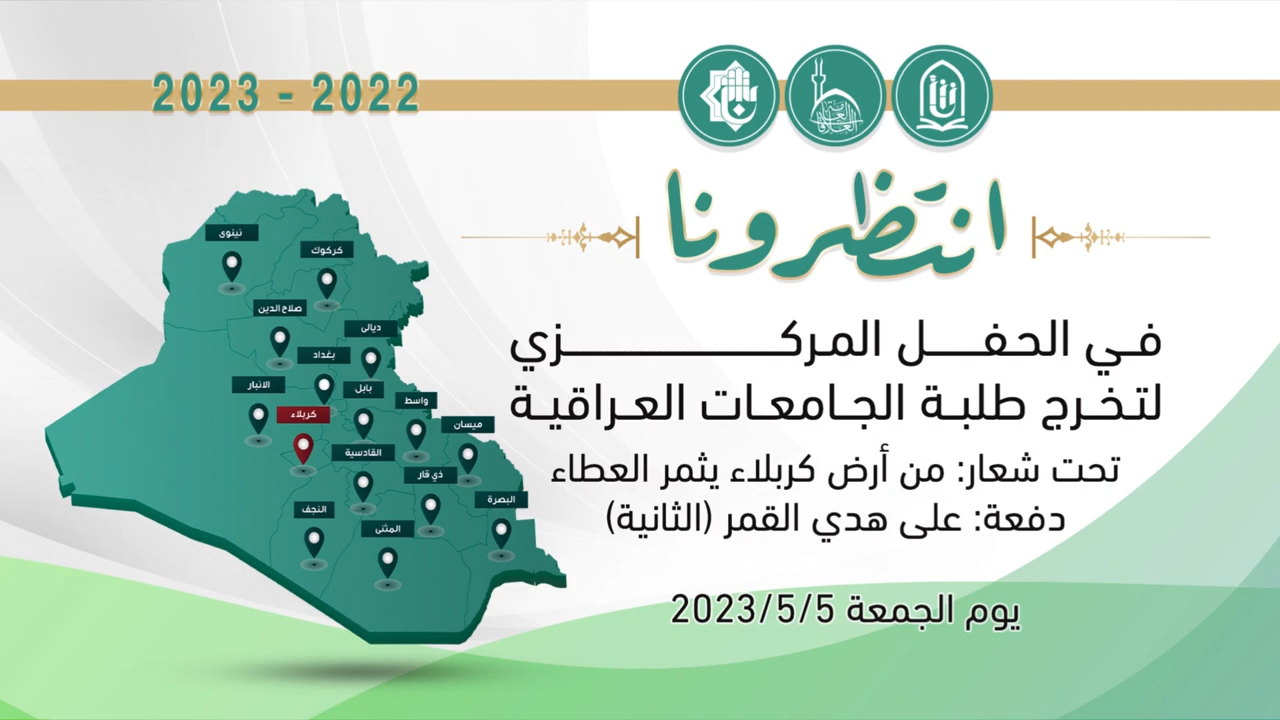 2023 - 2022
العلاقات العامة
انتظرونا
في الحفل المركزي
لتخرج طلبة الجامعات العراقية
تحت شعار: من أرض كربلاء يثمر العطاء
دفعة: على هدي القمر (الثانية)
يوم الجمعة 2023/5/5
نينوى
كركوك
صلاح الدين
ديالى
بغداد
الانبار
بابل
واسط
كربلاء
ميسان
القادسية
ذي قار
البصرة
النجف
المثنى